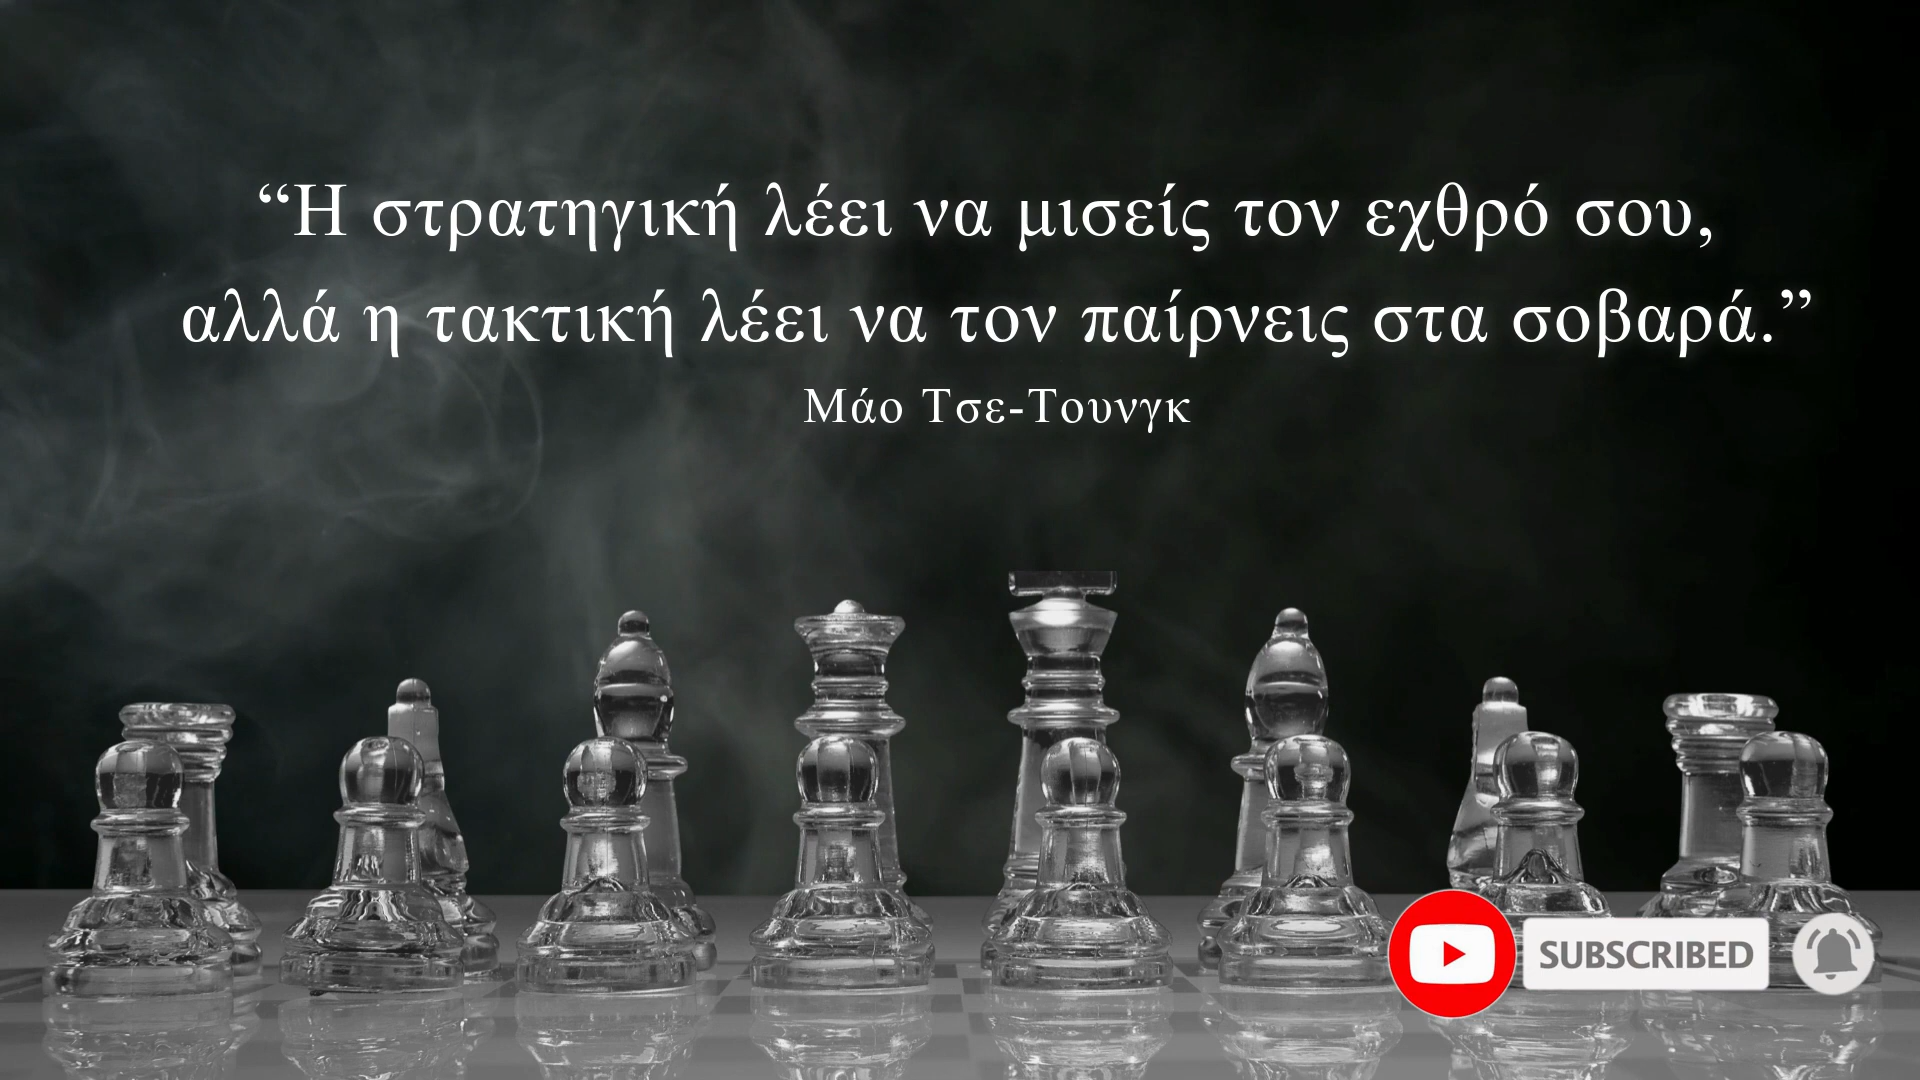 “Η στρατηγική λέει να μισείς τον εχθρό σου,
αλλά η τακτική λέει να τον παίρνεις στα σοβαρά.”
Μάο Τσε-Τουνγκ
SUBSCRIBED